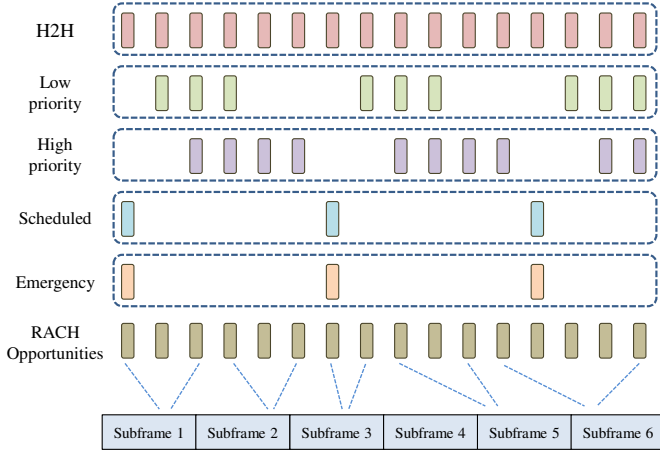 H2H
Low
priority
High
priority
Scheduled
Emergency
RACH
Opportunities
Subframe 1 Subframe 2 Subframe 3 Subframe 4 Subframe 5 Subframe 6